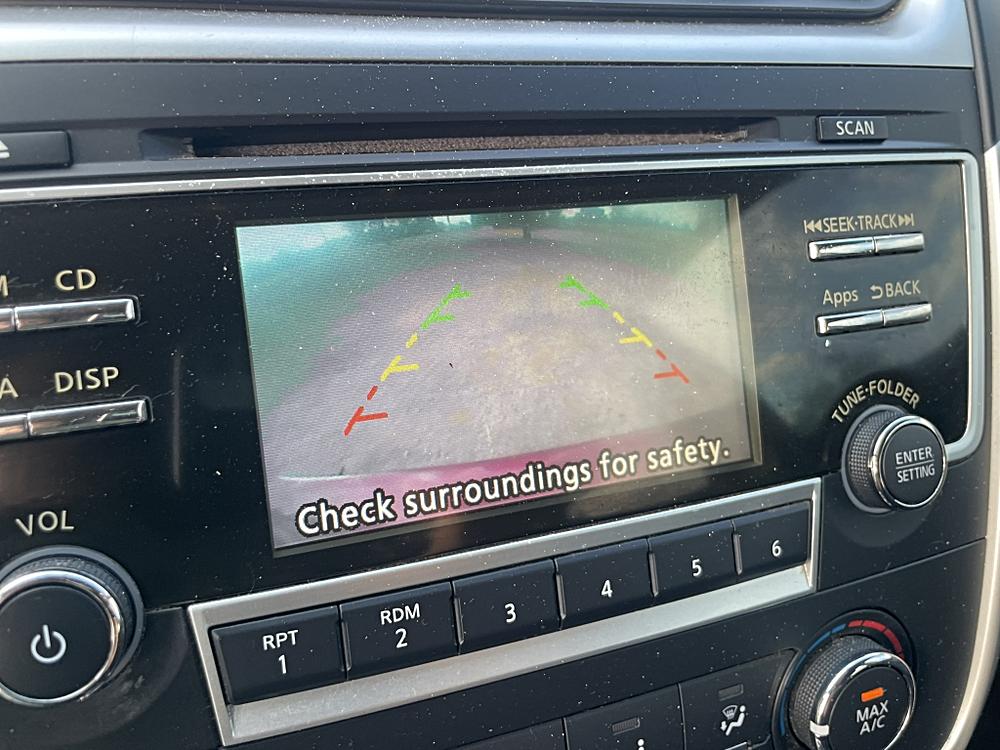 SCAN
SEEK·TRACK
CD
Apps BACK
DISP
TUNE·FOLDER
ENTER
SETTING
Check surroundings for safety.
VOL
RPT
1
RDM
2
3
4
5
6
MAX
A/C